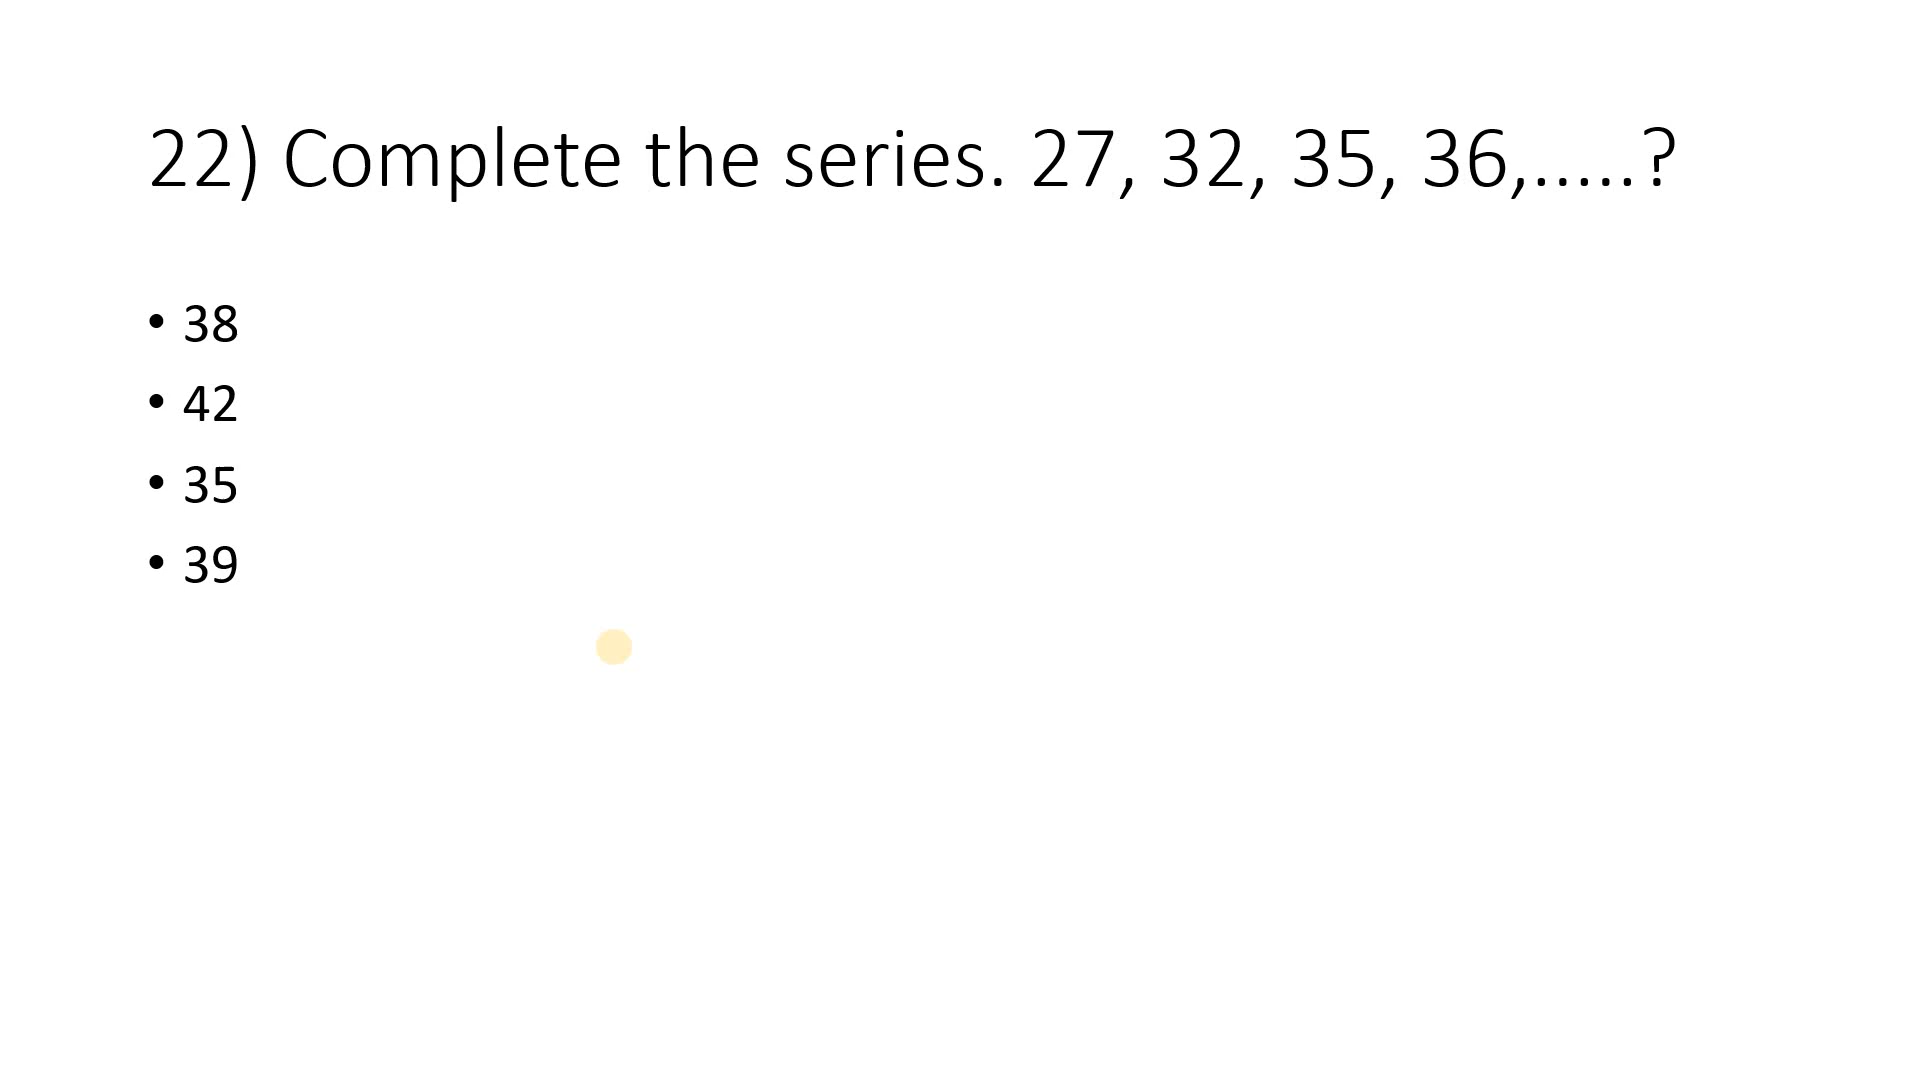 22) Complete the series. 27, 32, 35, 36,.....?
• 38
• 42
• 35
• 39